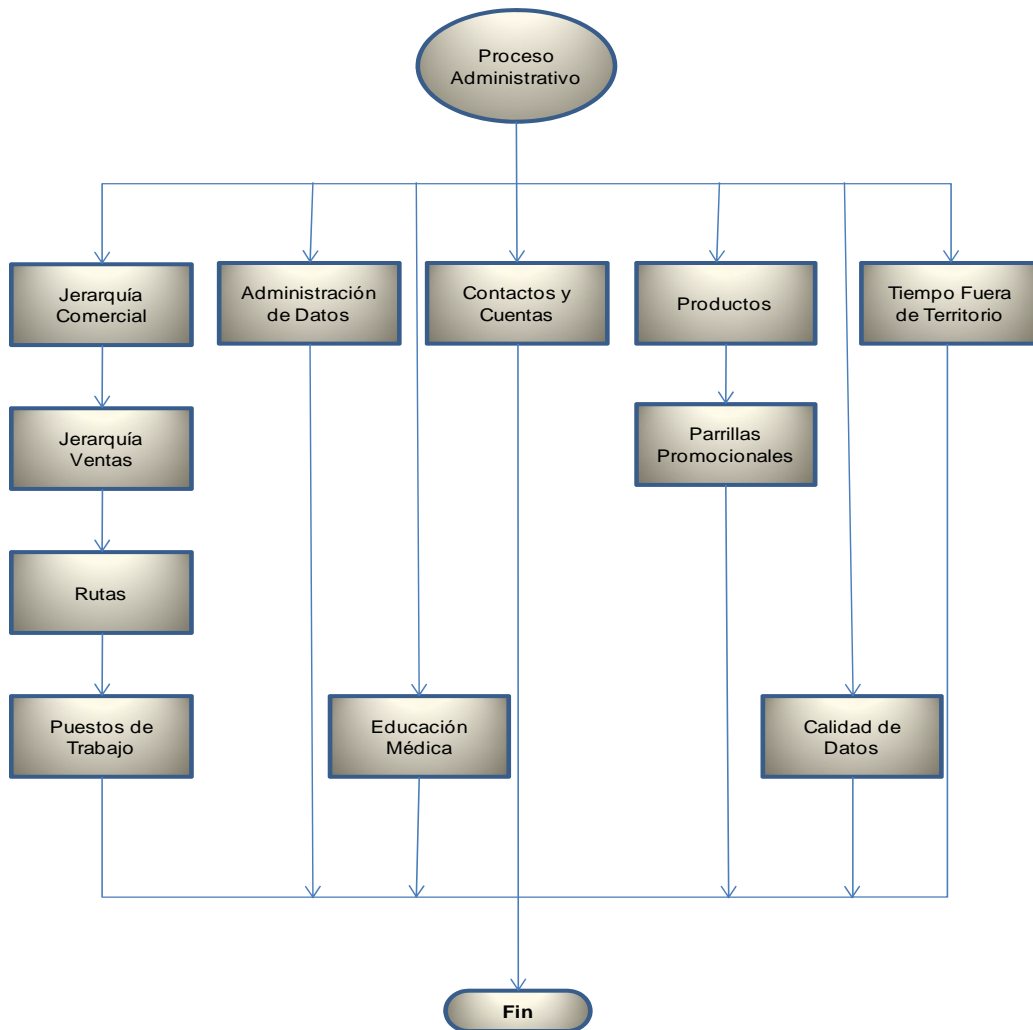 Proceso
Administrativo
Jerarquía
Comercial
Administración
de Datos
Contactos y
Cuentas
Productos
Tiempo Fuera
de Territorio
Jerarquía
Ventas
Parrillas
Promocionales
Rutas
Puestos de
Trabajo
Educación
Médica
Calidad de
Datos
Fin